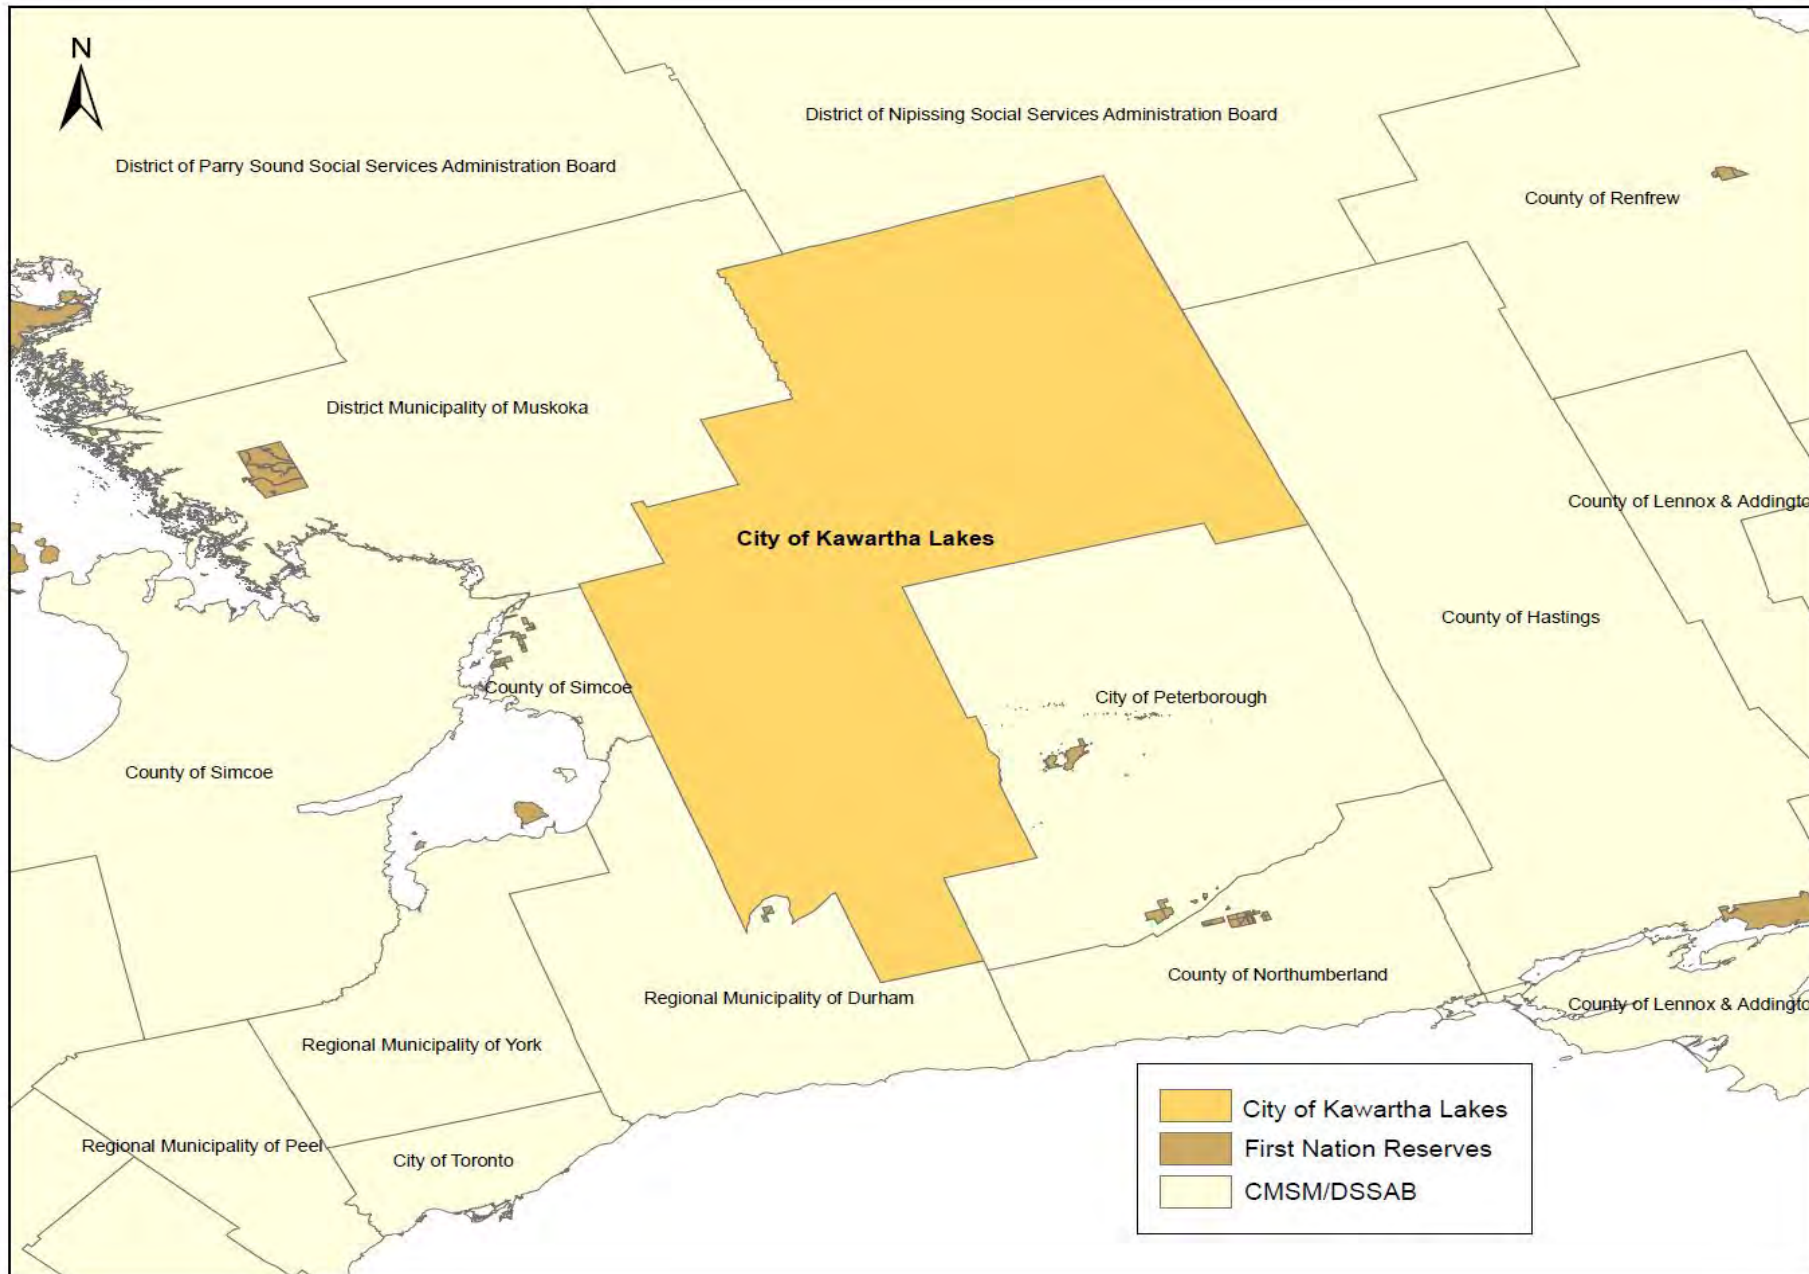 N
District of Nipissing Social Services Administration Board
District of Parry Sound Social Services Administration Board
County of Renfrew
District Municipality of Muskoka
County of Lennox & Addingto
City of Kawartha Lakes
County of Hastings
County of Simcoe
City of Peterborough
County of Simcoe
County of Northumberland
Regional Municipality of Durham
County of Lennox & Addingto
Regional Municipality of York
Regional Municipality of Peel
City of Toronto
City of Kawartha Lakes
First Nation Reserves
CMSM/DSSAB